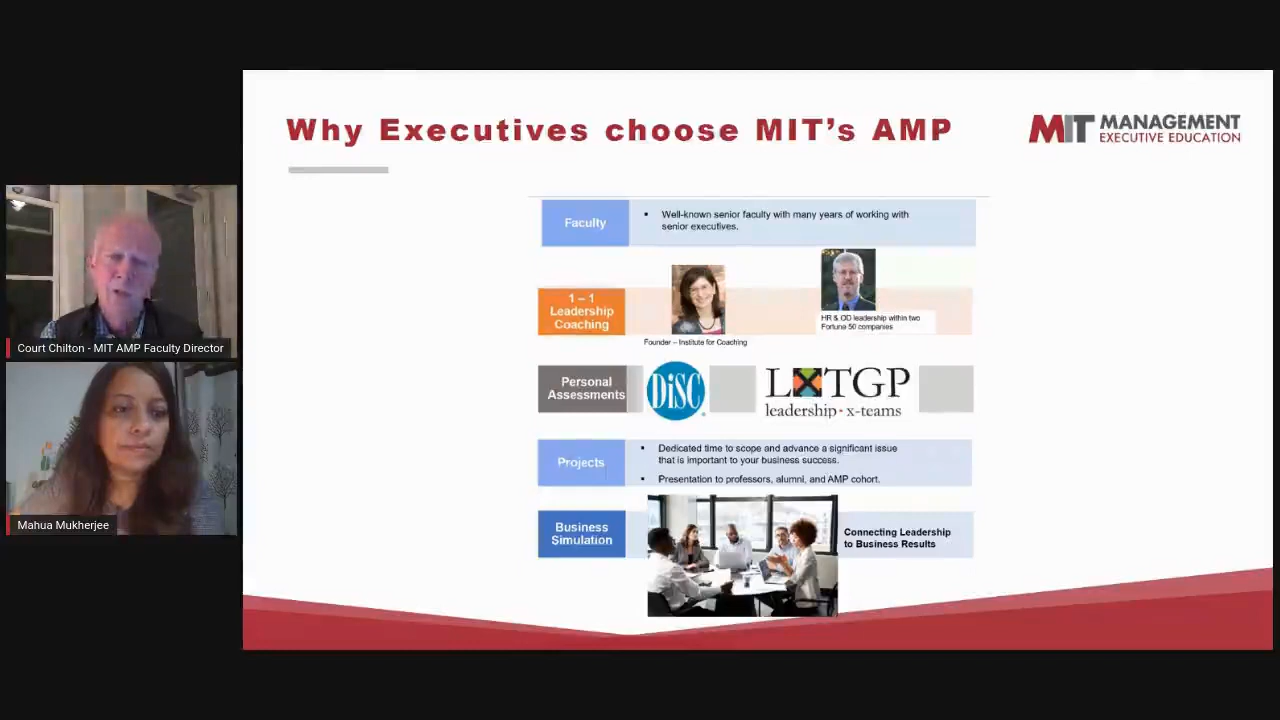 Why Executives choose MIT's AMP
MIT MANAGEMENT
EXECUTIVE EDUCATION
Faculty
▪ Well-known senior faculty with many years of working with
senior executives.
1 – 1
Leadership
Coaching
Founder – Institute for Coaching
HR & OD leadership within two
Fortune 50 companies
Personal
Assessments
DiSC
LXTGP
leadership · x-teams
Projects
▪ Dedicated time to scope and advance a significant issue
that is important to your business success.
▪ Presentation to professors, alumni, and AMP cohort.
Business
Simulation
Connecting Leadership
to Business Results
Court Chilton - MIT AMP Faculty Director
Mahua Mukherjee